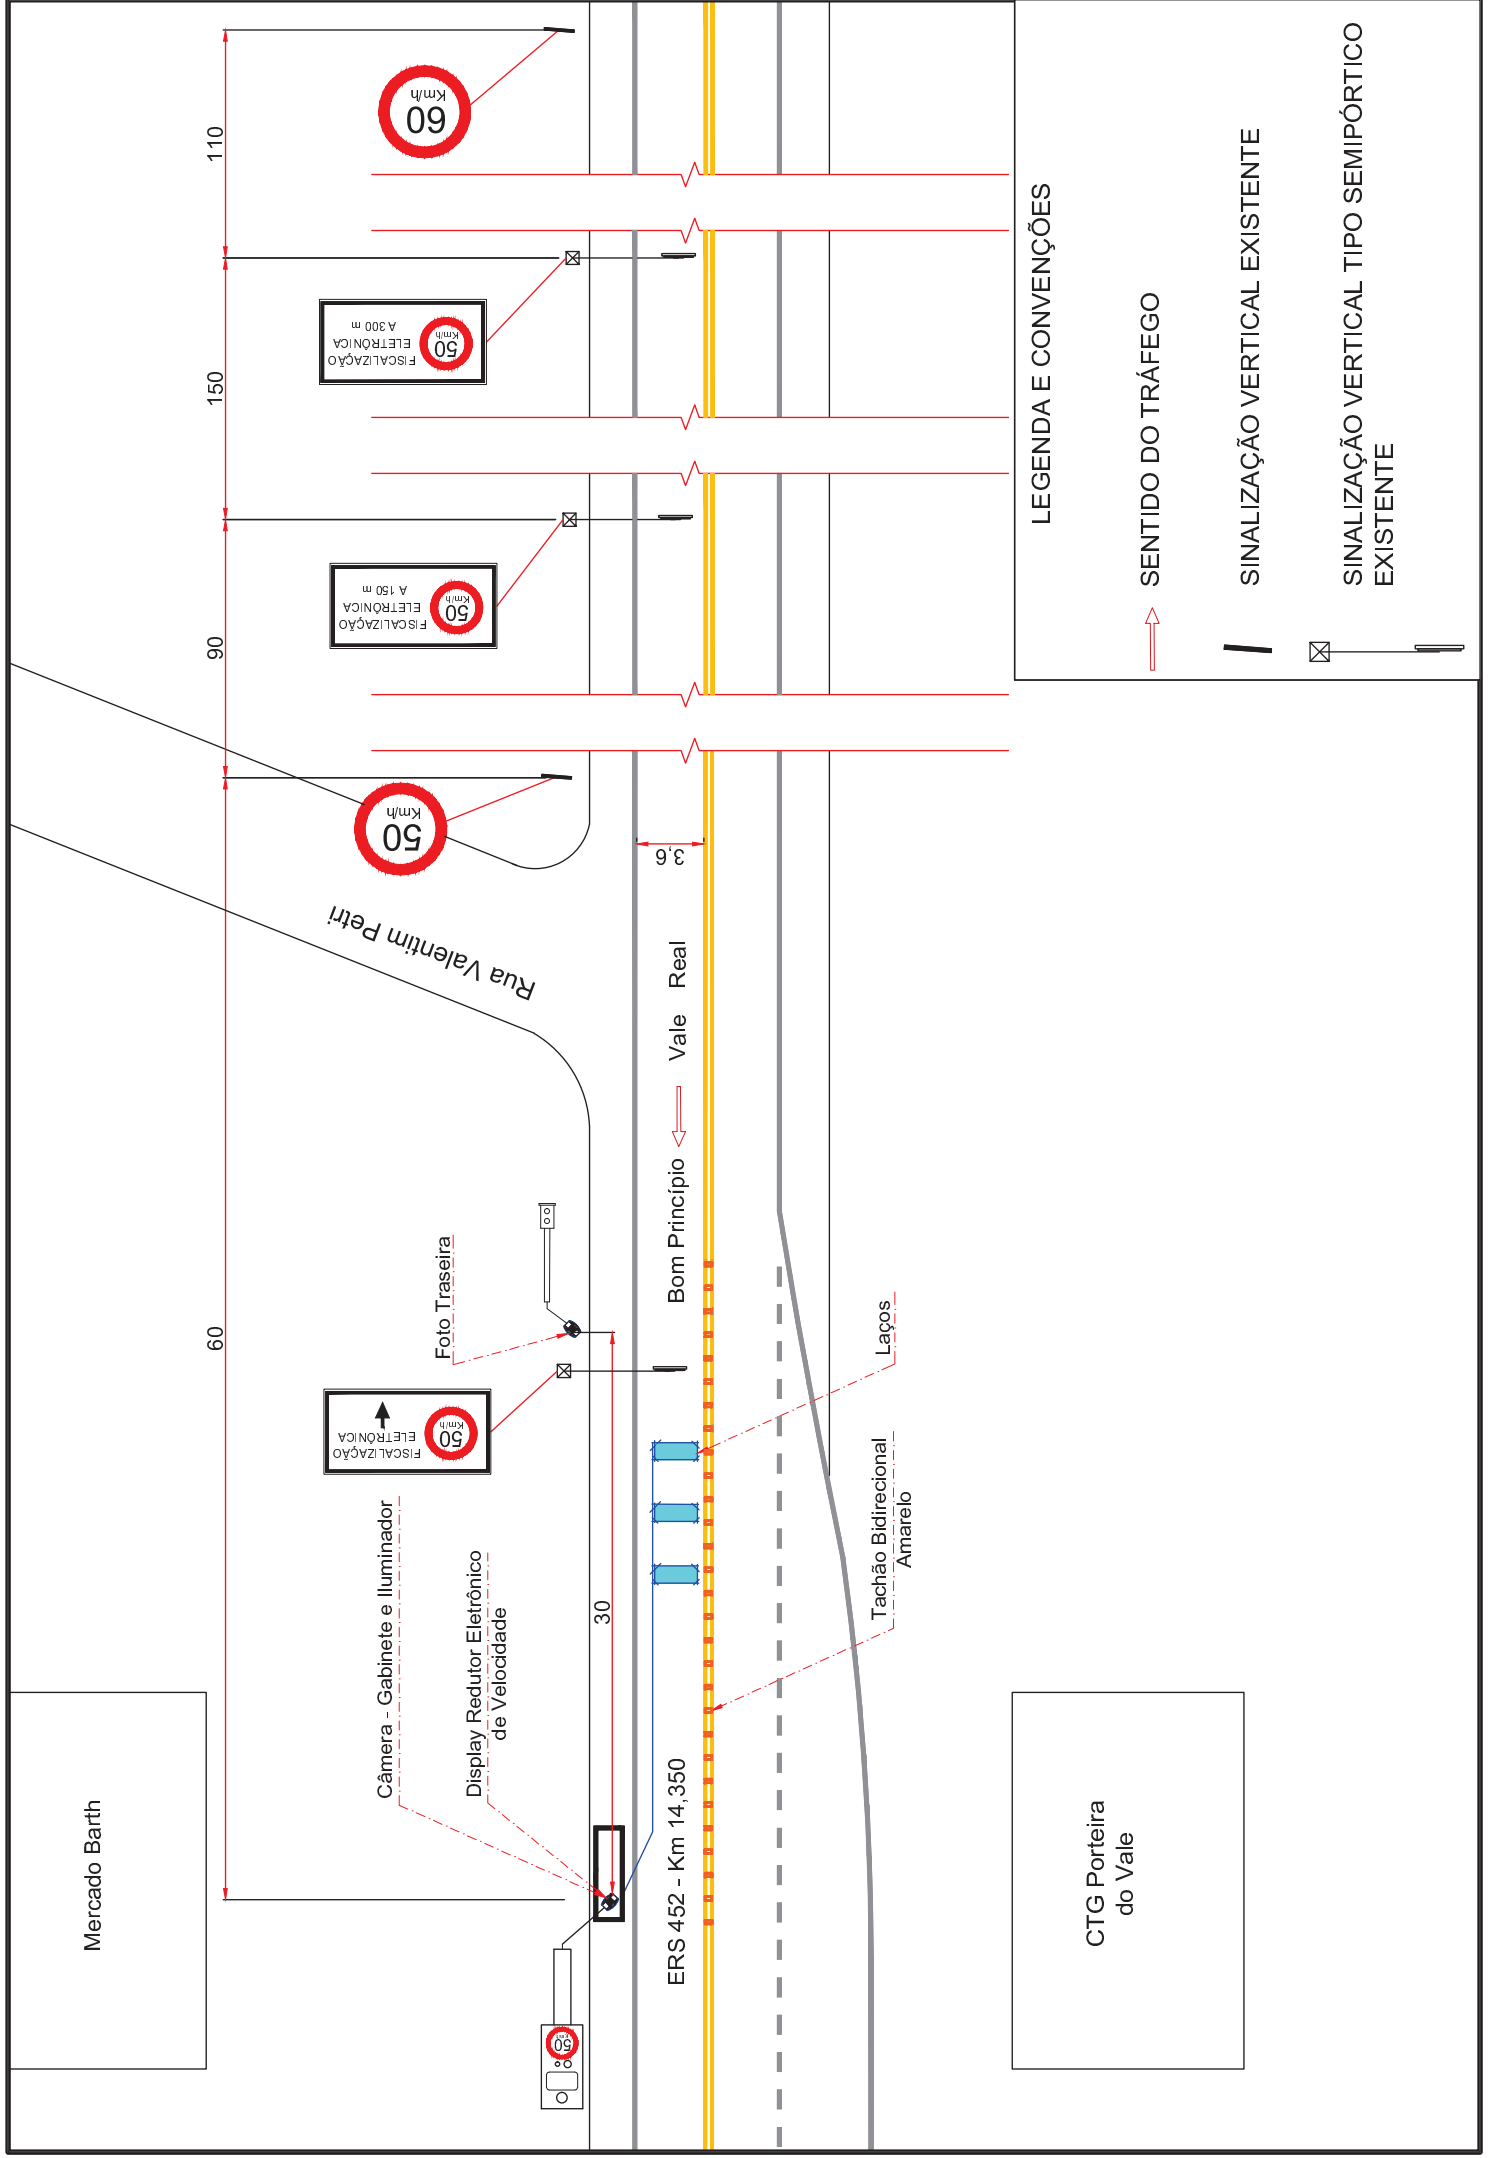 Mercado Barth
60
90
150
110
60
Km/h
FISCALIZAÇÃO
ELETRÔNICA
A 300 m
50
Km/h
FISCALIZAÇÃO
ELETRÔNICA
A 150 m
50
Km/h
50
Km/h
Rua Valentim Petri
FISCALIZAÇÃO
ELETRÔNICA
50
Km/h
Foto Traseira
Câmera - Gabinete e Iluminador
Display Redutor Eletrônico
de Velocidade
50
30
3,6
ERS 452 - Km 14,350
Bom Princípio
Vale Real
Laços
Tachão Bidirecional
Amarelo
CTG Porteira
do Vale
LEGENDA E CONVENÇÕES
SENTIDO DO TRÁFEGO
SINALIZAÇÃO VERTICAL EXISTENTE
SINALIZAÇÃO VERTICAL TIPO SEMIPÓRTICO
EXISTENTE